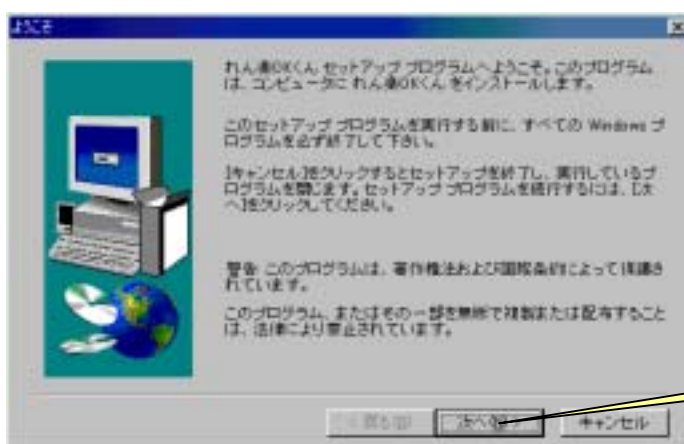 ようこそ
れん楽OKくん セットアップ プログラムへようこそ。このプログラム
は、コンピュータに れん楽OKくん をインストールします。
このセットアップ プログラムを実行する前に、すべての Windows プ
ログラムを必ず終了して下さい。
[キャンセル]をクリックするとセットアップを終了し、実行しているプ
ログラムを閉じます。セットアップ プログラムを続行するには、[次
へ]をクリックしてください。
警告 このプログラムは、著作権法および国際条約によって保護さ
れています。
このプログラム、またはその一部を無断で複製または配布すること
は、法律により禁止されています。
< 戻る(B)
次へ(N) >
キャンセル